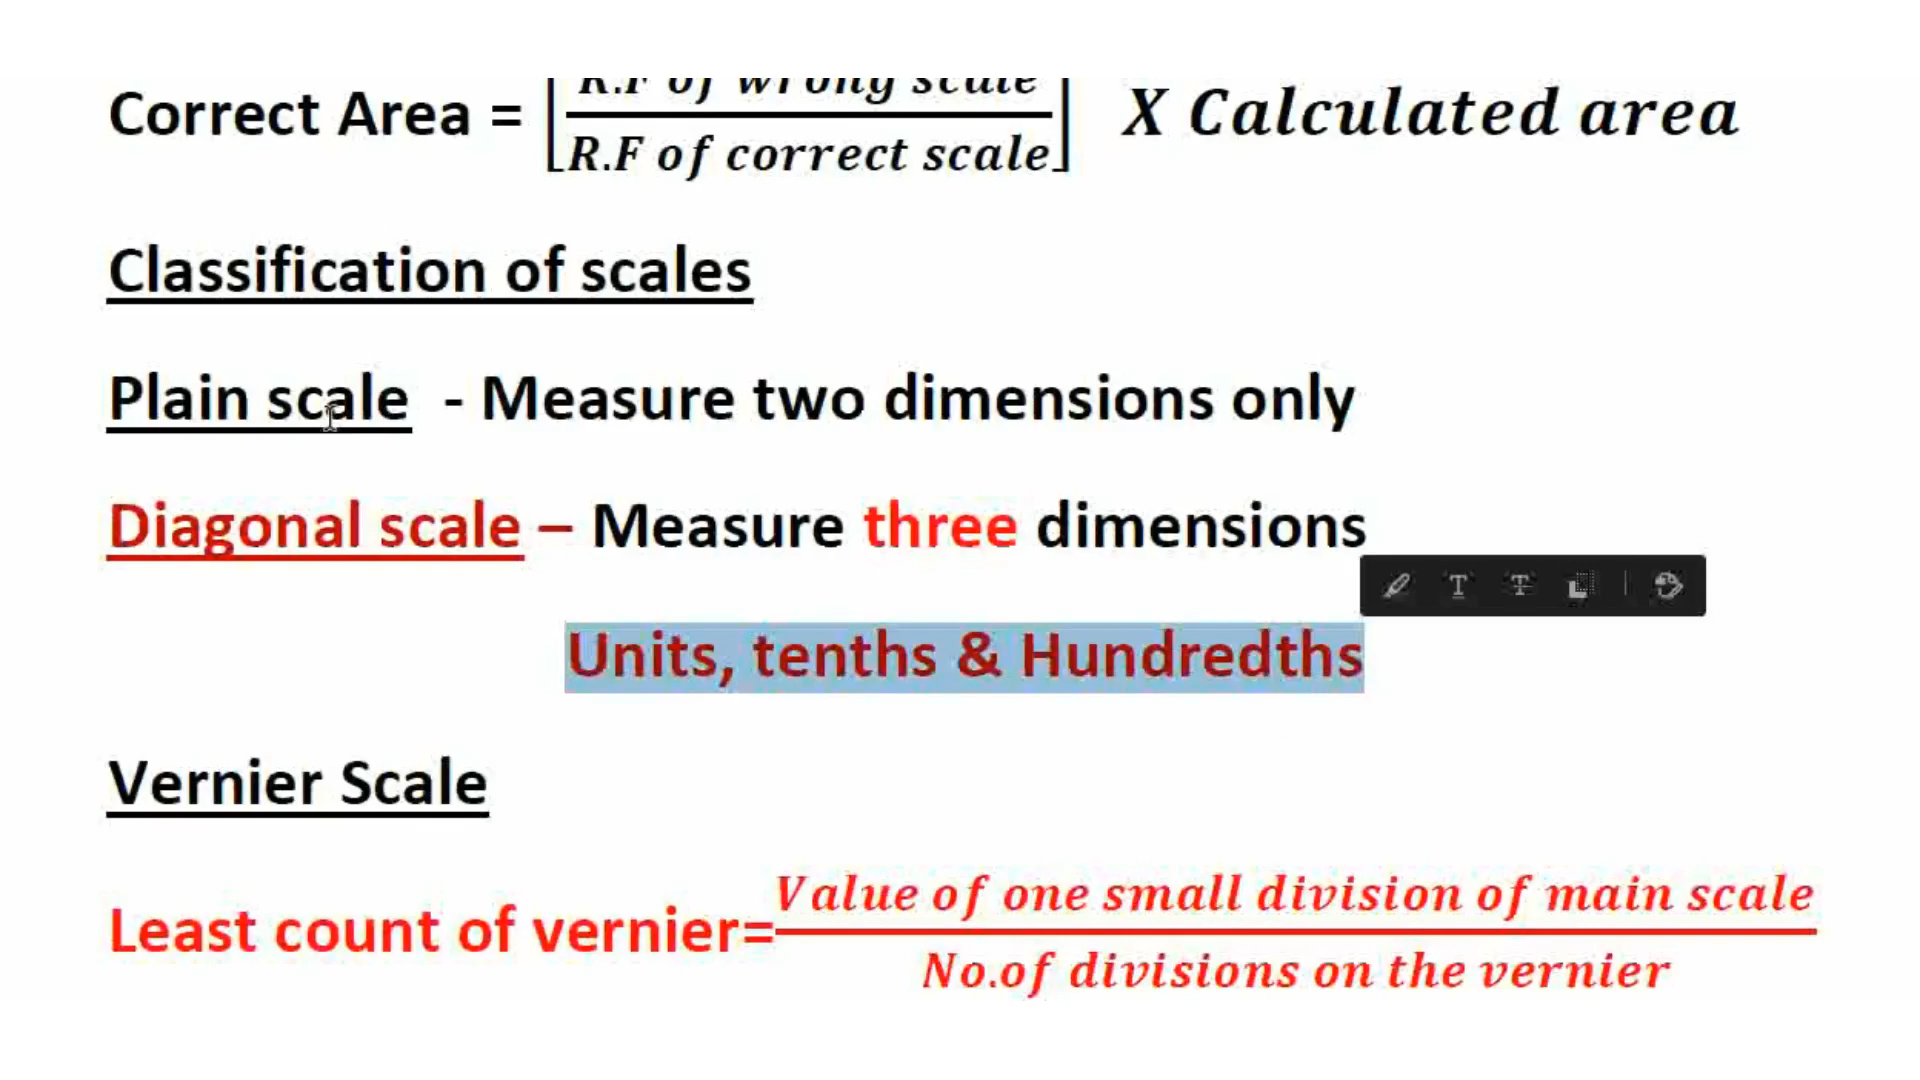 R.F of wrong scale
Correct Area = [ ] X Calculated area
R.F of correct scale
Classification of scales
Plain scale - Measure two dimensions only
Diagonal scale – Measure three dimensions
Units, tenths & Hundredths
Vernier Scale
Value of one small division of main scale
Least count of vernier=
No.of divisions on the vernier